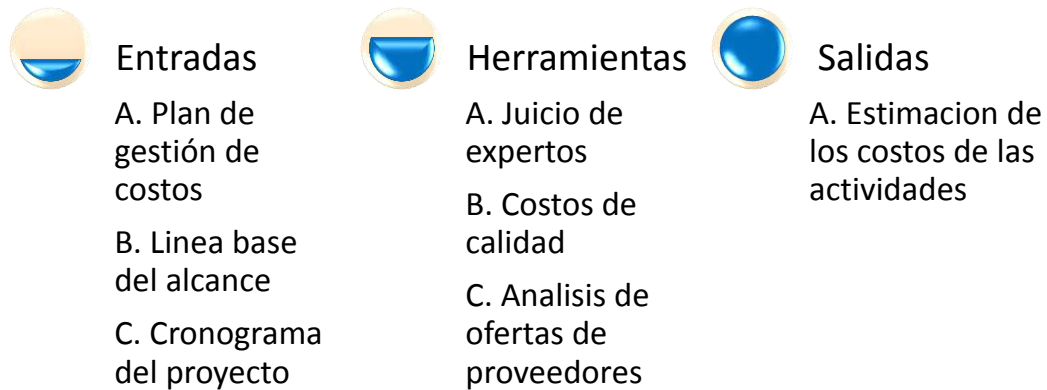 Entradas
A. Plan de
gestión de
costos
B. Linea base
del alcance
C. Cronograma
del proyecto
Herramientas
A. Juicio de
expertos
B. Costos de
calidad
C. Analisis de
ofertas de
proveedores
Salidas
A. Estimacion de
los costos de las
actividades